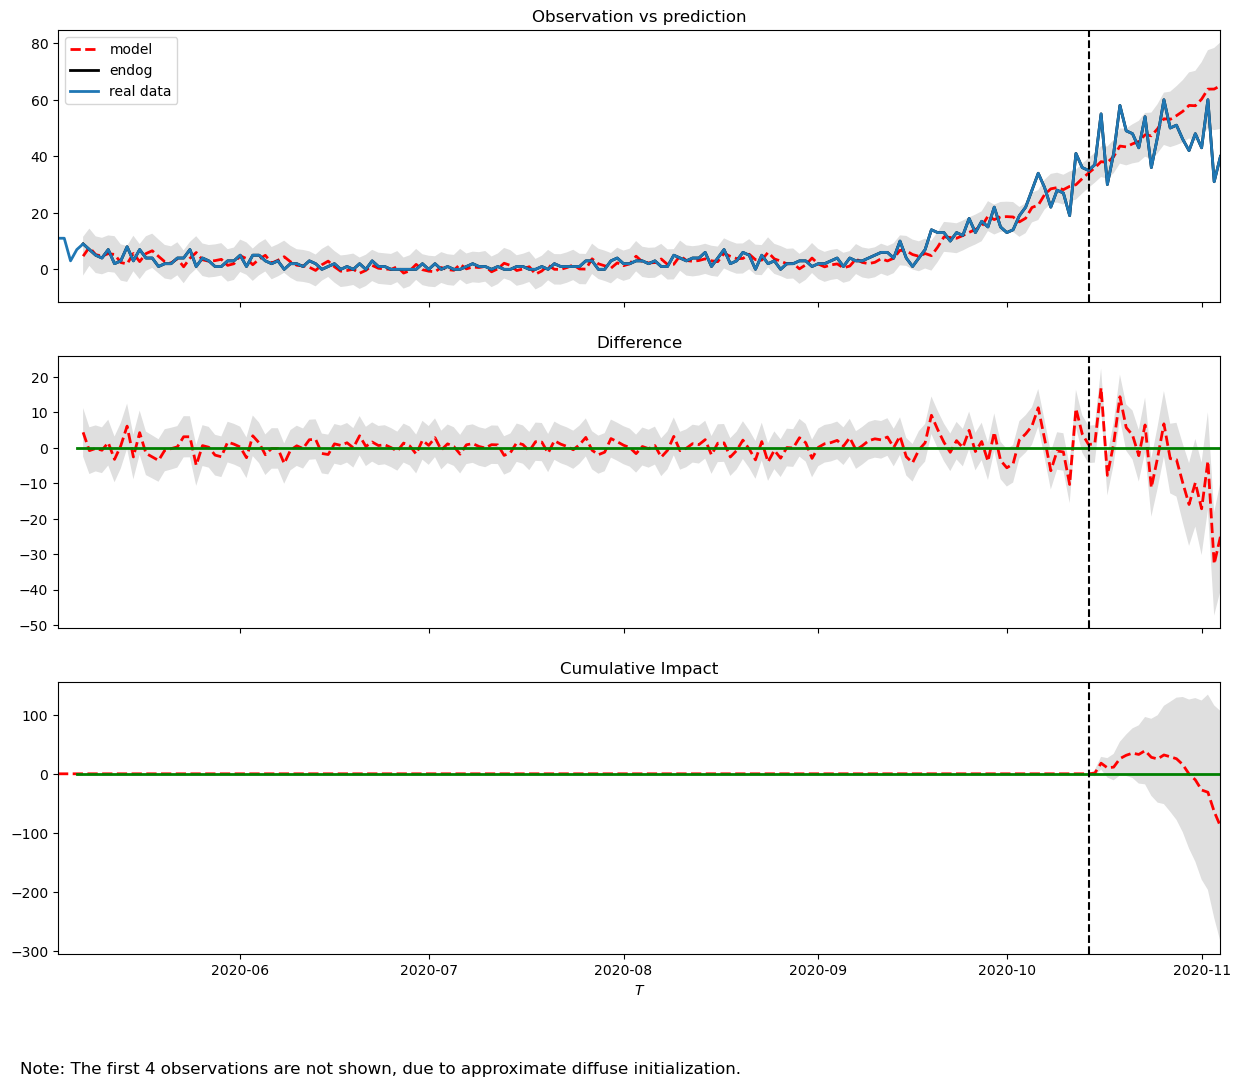 Observation vs prediction
80
60
40
20
0
model
endog
real data
Difference
20
10
0
−10
−20
−30
−40
−50
Cumulative Impact
100
0
−100
−200
−300
2020-06 2020-07 2020-08 2020-09 2020-10 2020-11
T
Note: The first 4 observations are not shown, due to approximate diffuse initialization.